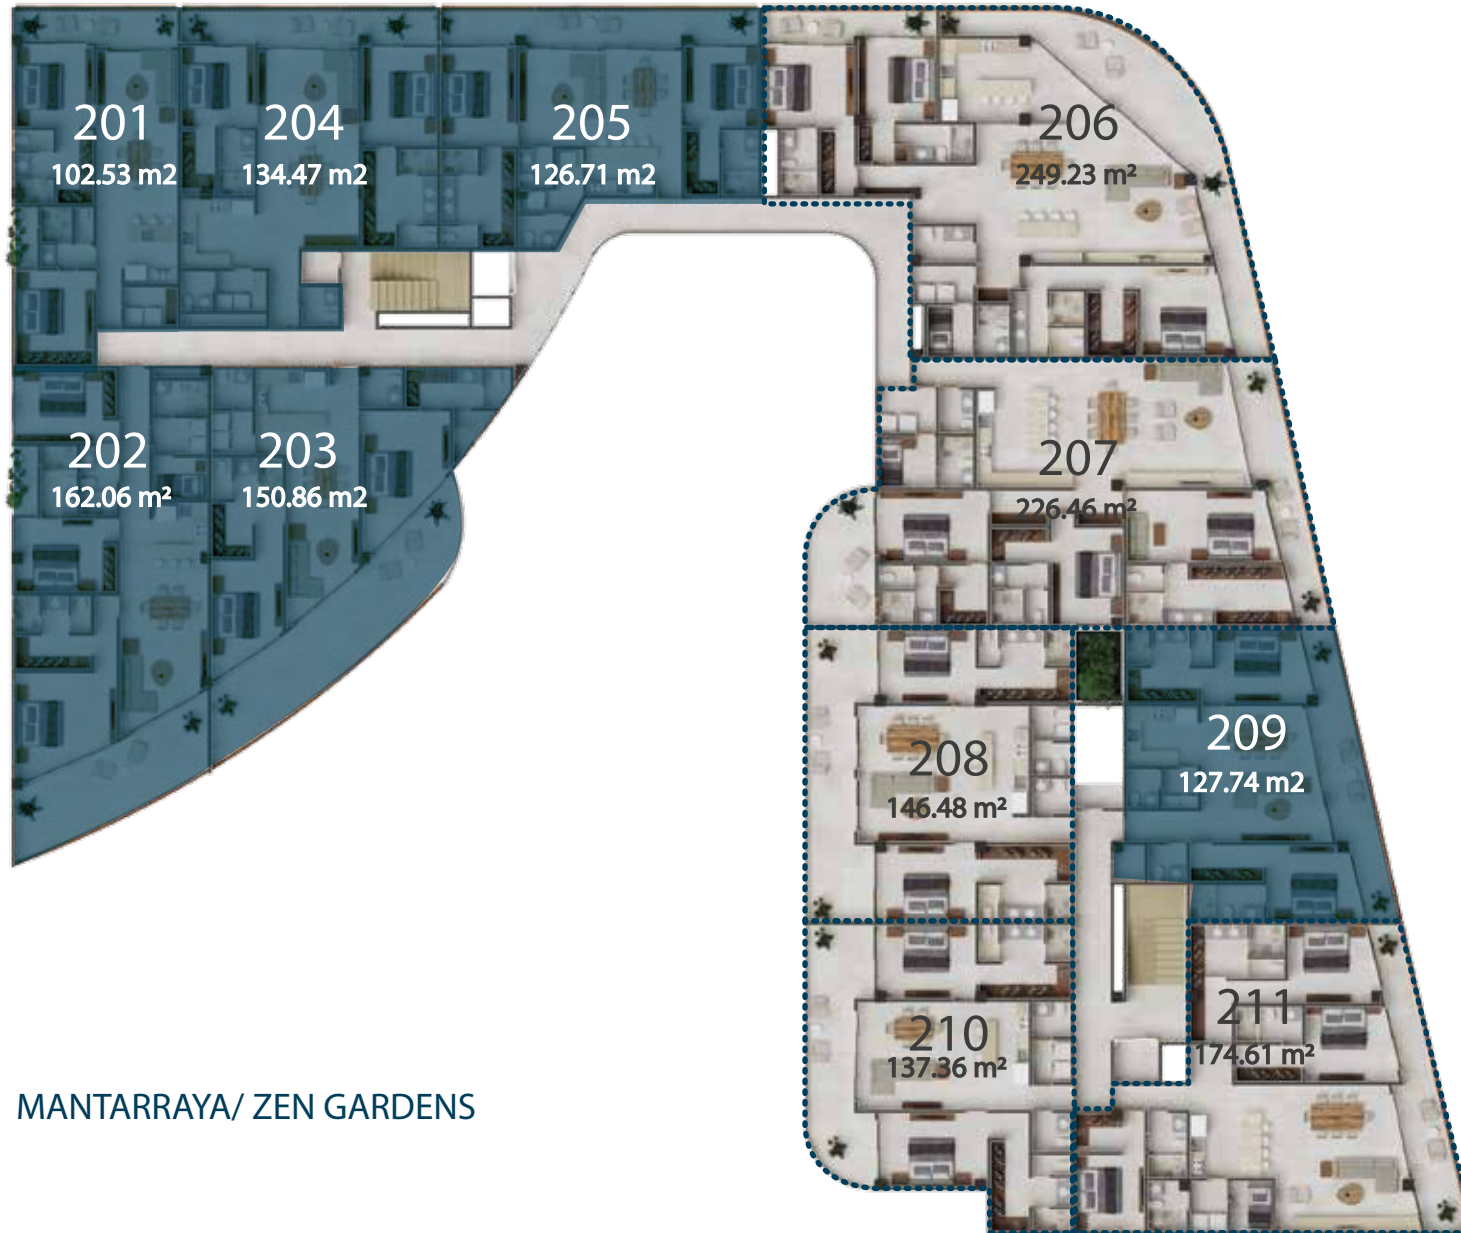 201
102.53 m2
204
134.47 m2
205
126.71 m2
206
249.23 m²
202
162.06 m²
203
150.86 m2
207
226.46 m²
208
146.48 m²
209
127.74 m2
210
137.36 m²
211
174.61 m²
MANTARRAYA/ ZEN GARDENS